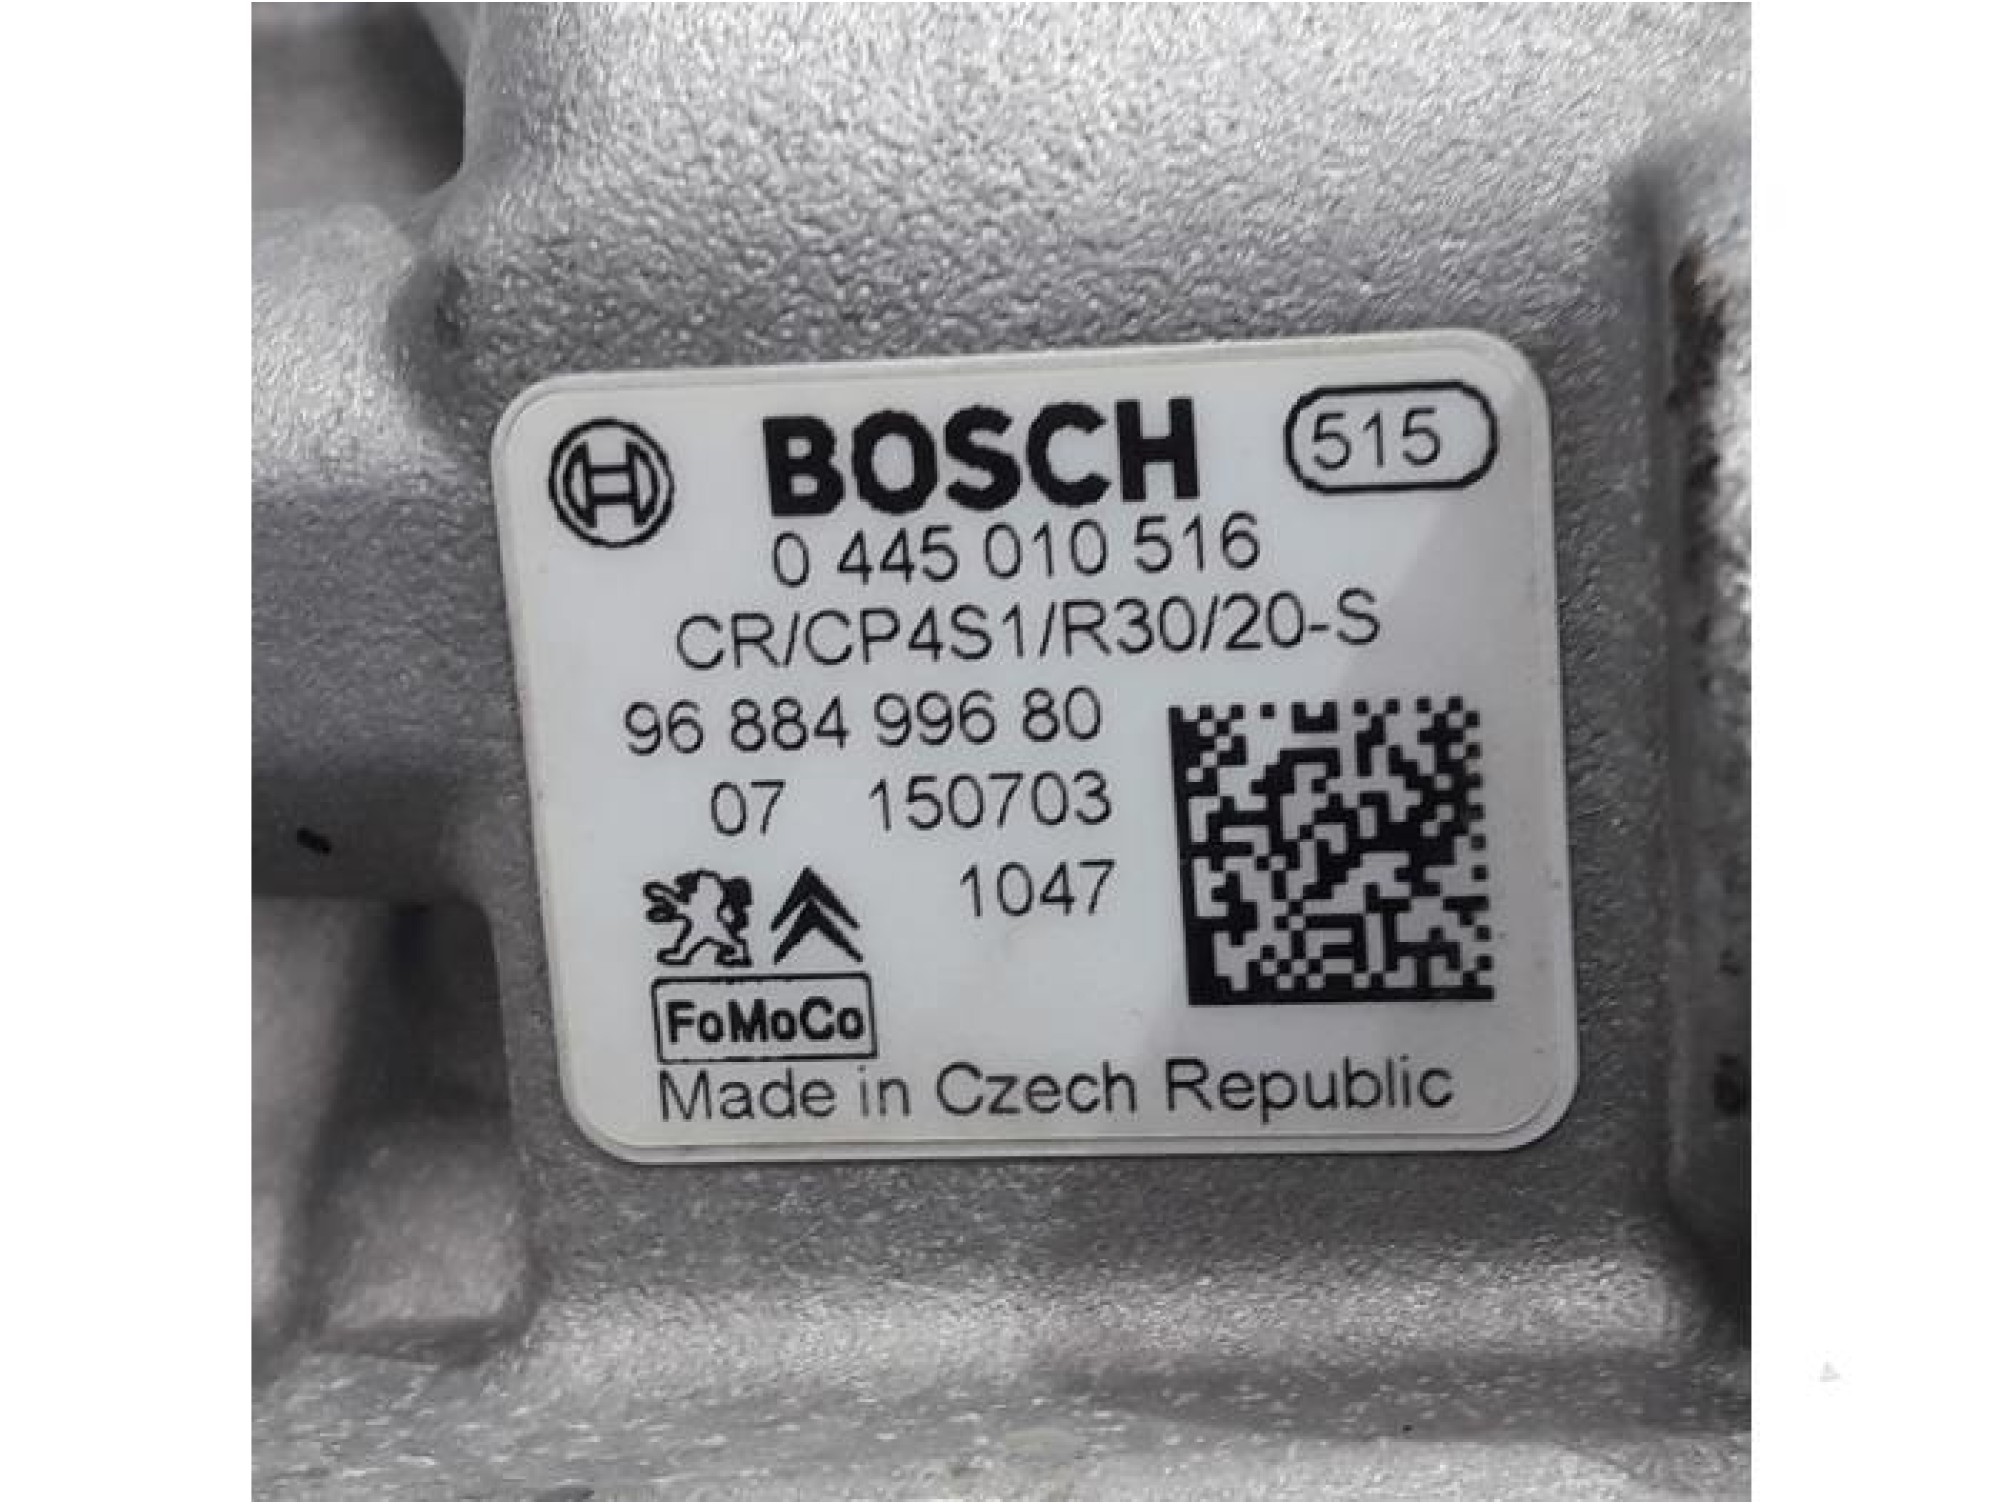 BOSCH 515
0 445 010 516
CR/CP4S1/R30/20-S
96 884 996 80
07 150703
1047
FoMoCo
Made in Czech Republic